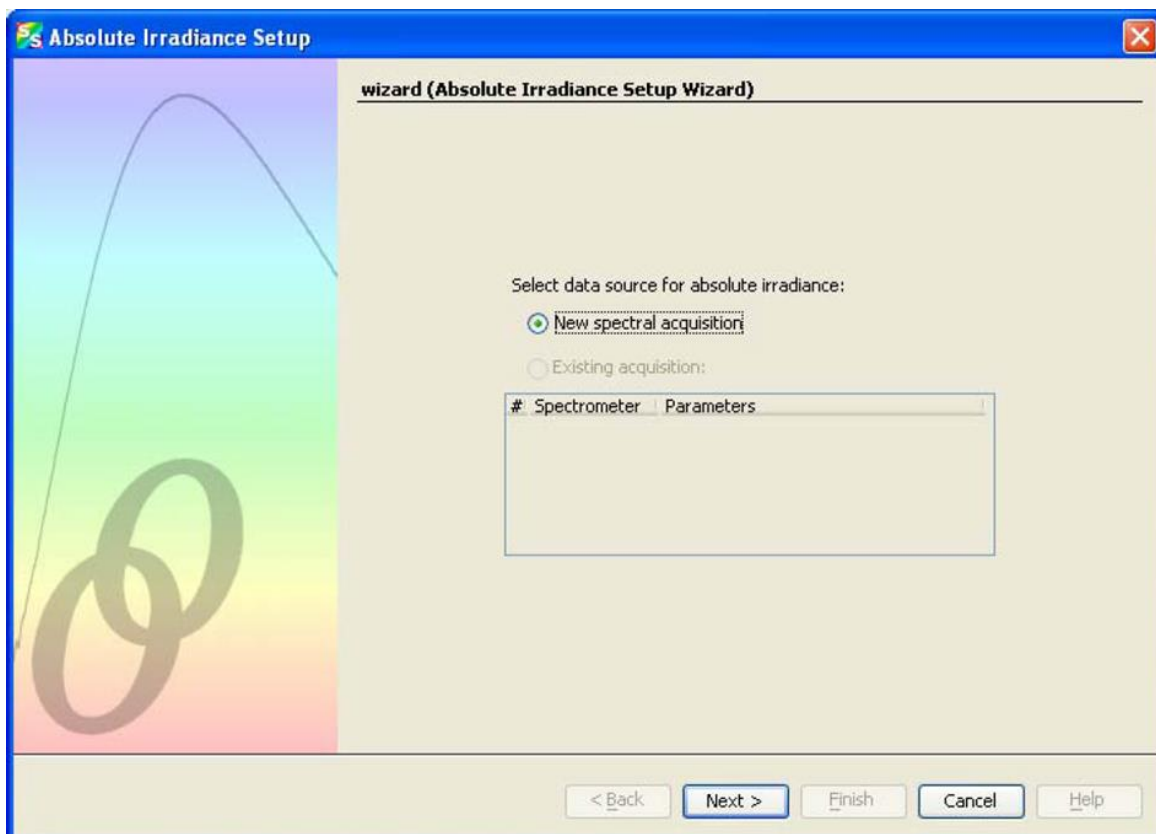 Absolute Irradiance Setup
wizard (Absolute Irradiance Setup Wizard)
Select data source for absolute irradiance:
New spectral acquisition
Existing acquisition:
# Spectrometer Parameters
< Back Next > Finish Cancel Help